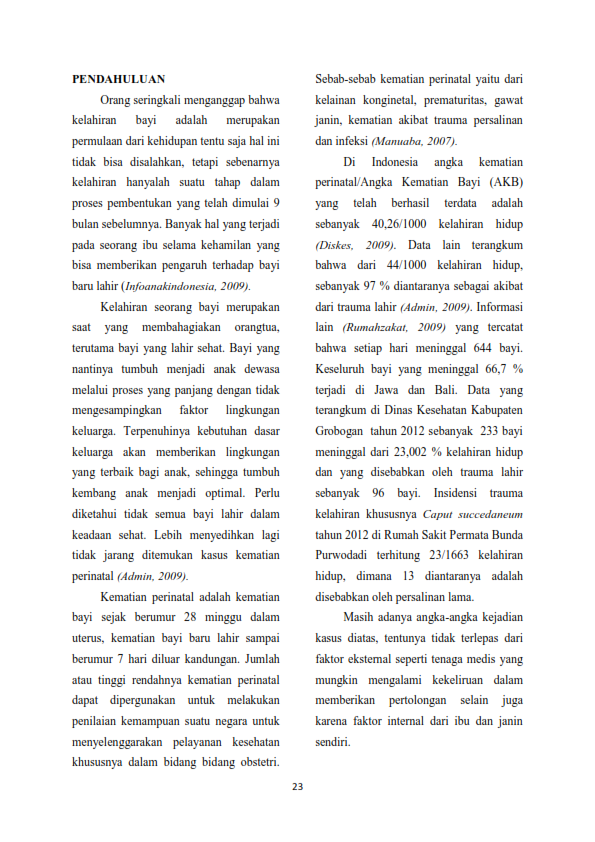 PENDAHULUAN
Orang seringkali menganggap bahwa
kelahiran bayi adalah merupakan
permulaan dari kehidupan tentu saja hal ini
tidak bisa disalahkan, tetapi sebenarnya
kelahiran hanyalah suatu tahap dalam
proses pembentukan yang telah dimulai 9
bulan sebelumnya. Banyak hal yang terjadi
pada seorang ibu selama kehamilan yang
bisa memberikan pengaruh terhadap bayi
baru lahir (Infoanakindonesia, 2009).
Kelahiran seorang bayi merupakan
saat yang membahagiakan orangtua,
terutama bayi yang lahir sehat. Bayi yang
nantinya tumbuh menjadi anak dewasa
melalui proses yang panjang dengan tidak
mengesampingkan faktor lingkungan
keluarga. Terpenuhinya kebutuhan dasar
keluarga akan memberikan lingkungan
yang terbaik bagi anak, sehingga tumbuh
kembang anak menjadi optimal. Perlu
diketahui tidak semua bayi lahir dalam
keadaan sehat. Lebih menyedihkan lagi
tidak jarang ditemukan kasus kematian
perinatal (Admin, 2009).
Kematian perinatal adalah kematian
bayi sejak berumur 28 minggu dalam
uterus, kematian bayi baru lahir sampai
berumur 7 hari diluar kandungan. Jumlah
atau tinggi rendahnya kematian perinatal
dapat dipergunakan untuk melakukan
penilaian kemampuan suatu negara untuk
menyelenggarakan pelayanan kesehatan
khususnya dalam bidang bidang obstetri.
Sebab-sebab kematian perinatal yaitu dari
kelainan konginetal, prematuritas, gawat
janin, kematian akibat trauma persalinan
dan infeksi (Manuaba, 2007).
Di Indonesia angka kematian
perinatal/Angka Kematian Bayi (AKB)
yang telah berhasil terdata adalah
sebanyak 40,26/1000 kelahiran hidup
(Diskes, 2009). Data lain terangkum
bahwa dari 44/1000 kelahiran hidup,
sebanyak 97 % diantaranya sebagai akibat
dari trauma lahir (Admin, 2009). Informasi
lain (Rumahzakat, 2009) yang tercatat
bahwa setiap hari meninggal 644 bayi.
Keseluruh bayi yang meninggal 66,7 %
terjadi di Jawa dan Bali. Data yang
terangkum di Dinas Kesehatan Kabupaten
Grobogan tahun 2012 sebanyak 233 bayi
meninggal dari 23,002 % kelahiran hidup
dan yang disebabkan oleh trauma lahir
sebanyak 96 bayi. Insidensi trauma
kelahiran khususnya Caput succedaneum
tahun 2012 di Rumah Sakit Permata Bunda
Purwodadi terhitung 23/1663 kelahiran
hidup, dimana 13 diantaranya adalah
disebabkan oleh persalinan lama.
Masih adanya angka-angka kejadian
kasus diatas, tentunya tidak terlepas dari
faktor eksternal seperti tenaga medis yang
mungkin mengalami kekeliruan dalam
memberikan pertolongan selain juga
karena faktor internal dari ibu dan janin
sendiri.
23